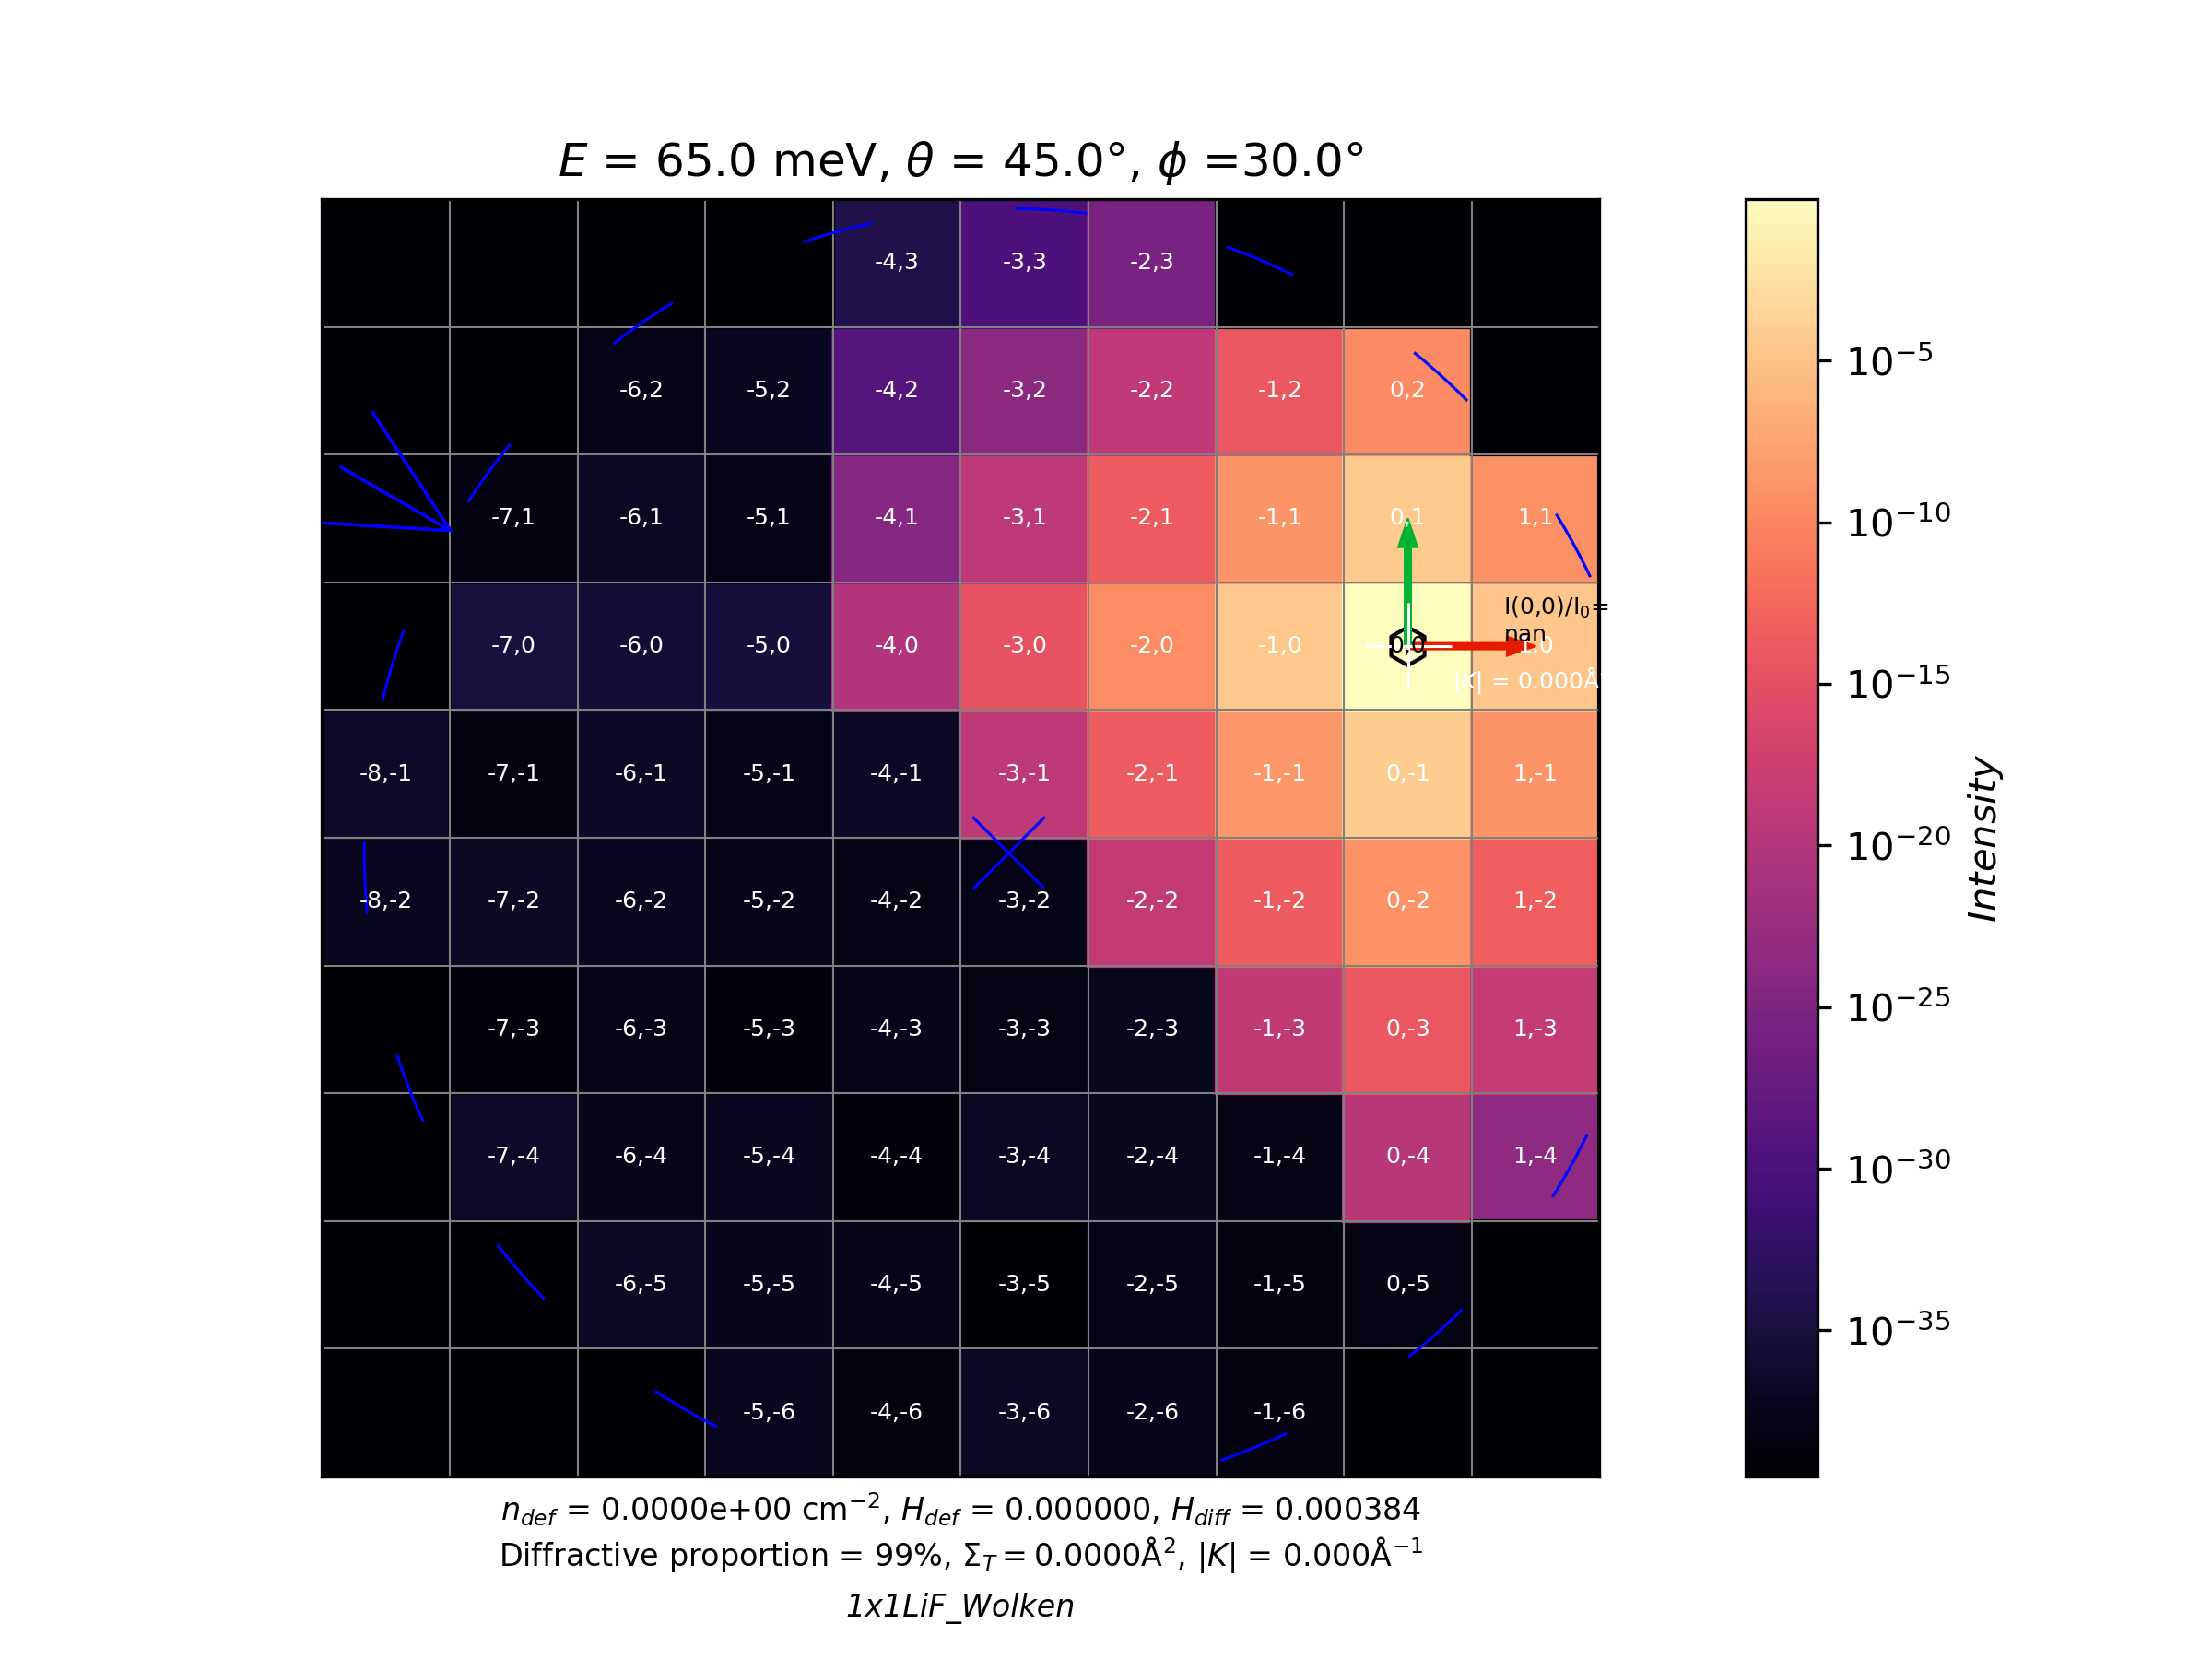 E = 65.0 meV, θ = 45.0°, ϕ =30.0°
-4,3 -3,3 -2,3
-6,2 -5,2 -4,2 -3,2 -2,2 -1,2 0,2
-7,1 -6,1 -5,1 -4,1 -3,1 -2,1 -1,1 0,1 1,1
I(0,0)/I₀=
nan
-7,0 -6,0 -5,0 -4,0 -3,0 -2,0 -1,0 0,0 1,0
|K| = 0.000Å
-8,-1 -7,-1 -6,-1 -5,-1 -4,-1 -3,-1 -2,-1 -1,-1 0,-1 1,-1
-8,-2 -7,-2 -6,-2 -5,-2 -4,-2 -3,-2 -2,-2 -1,-2 0,-2 1,-2
-7,-3 -6,-3 -5,-3 -4,-3 -3,-3 -2,-3 -1,-3 0,-3 1,-3
-7,-4 -6,-4 -5,-4 -4,-4 -3,-4 -2,-4 -1,-4 0,-4 1,-4
-6,-5 -5,-5 -4,-5 -3,-5 -2,-5 -1,-5 0,-5
-5,-6 -4,-6 -3,-6 -2,-6 -1,-6
10⁻⁵
10⁻¹⁰
10⁻¹⁵
10⁻²⁰
10⁻²⁵
10⁻³⁰
10⁻³⁵
Intensity
n_def = 0.0000e+00 cm⁻², H_def = 0.000000, H_diff = 0.000384
Diffractive proportion = 99%, Σ_T = 0.0000Å², |K| = 0.000Å⁻¹
1x1LiF_Wolken